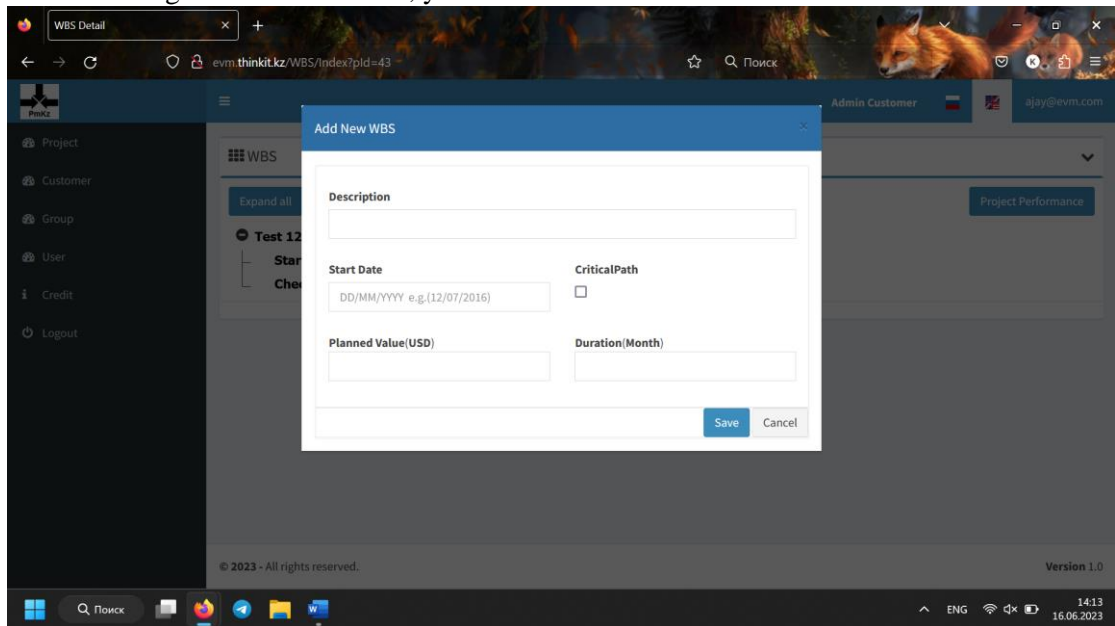 WBS Detail
evm.thinkit.kz/WBS/Index?pId=43
Поиск
PmKz
Admin Customer
ajay@evm.com
Add New WBS
Project
WBS
Customer
Expand all
Description
Project Performance
Group
Test 12
User
Star
Start Date
CriticalPath
Credit
Che
DD/MM/YYYY e.g.(12/07/2016)
Logout
Planned Value(USD)
Duration(Month)
Save
Cancel
© 2023 - All rights reserved.
Version 1.0
Поиск
ENG
14:13
16.06.2023